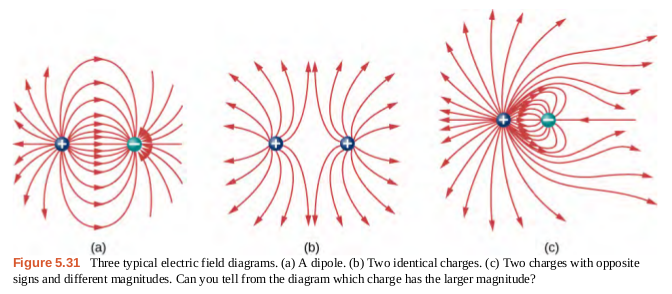 +
−
+
+
+
−
(a)
(b)
(c)
Figure 5.31 Three typical electric field diagrams. (a) A dipole. (b) Two identical charges. (c) Two charges with opposite
signs and different magnitudes. Can you tell from the diagram which charge has the larger magnitude?